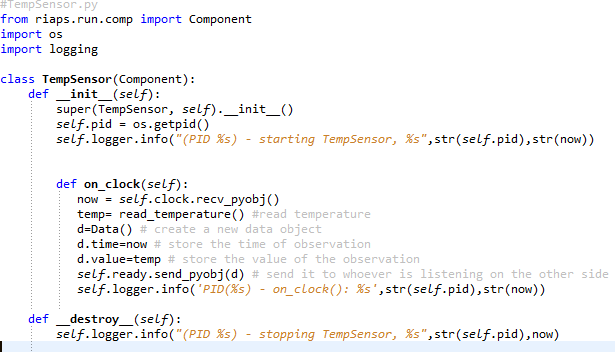 #TempSensor.py
from riaps.run.comp import Component
import os
import logging
class TempSensor(Component):
def __init__(self):
super(TempSensor, self).__init__()
self.pid = os.getpid()
self.logger.info("(PID %s) - starting TempSensor, %s",str(self.pid),str(now))
def on_clock(self):
now = self.clock.recv_pyobj()
temp= read_temperature() #read temperature
d=Data() # create a new data object
d.time=now # store the time of observation
d.value=temp # store the value of the observation
self.ready.send_pyobj(d) # send it to whoever is listening on the other side
self.logger.info('PID(%s) - on_clock(): %s',str(self.pid),str(now))
def __destroy__(self):
self.logger.info("(PID %s) - stopping TempSensor, %s",str(self.pid),now)